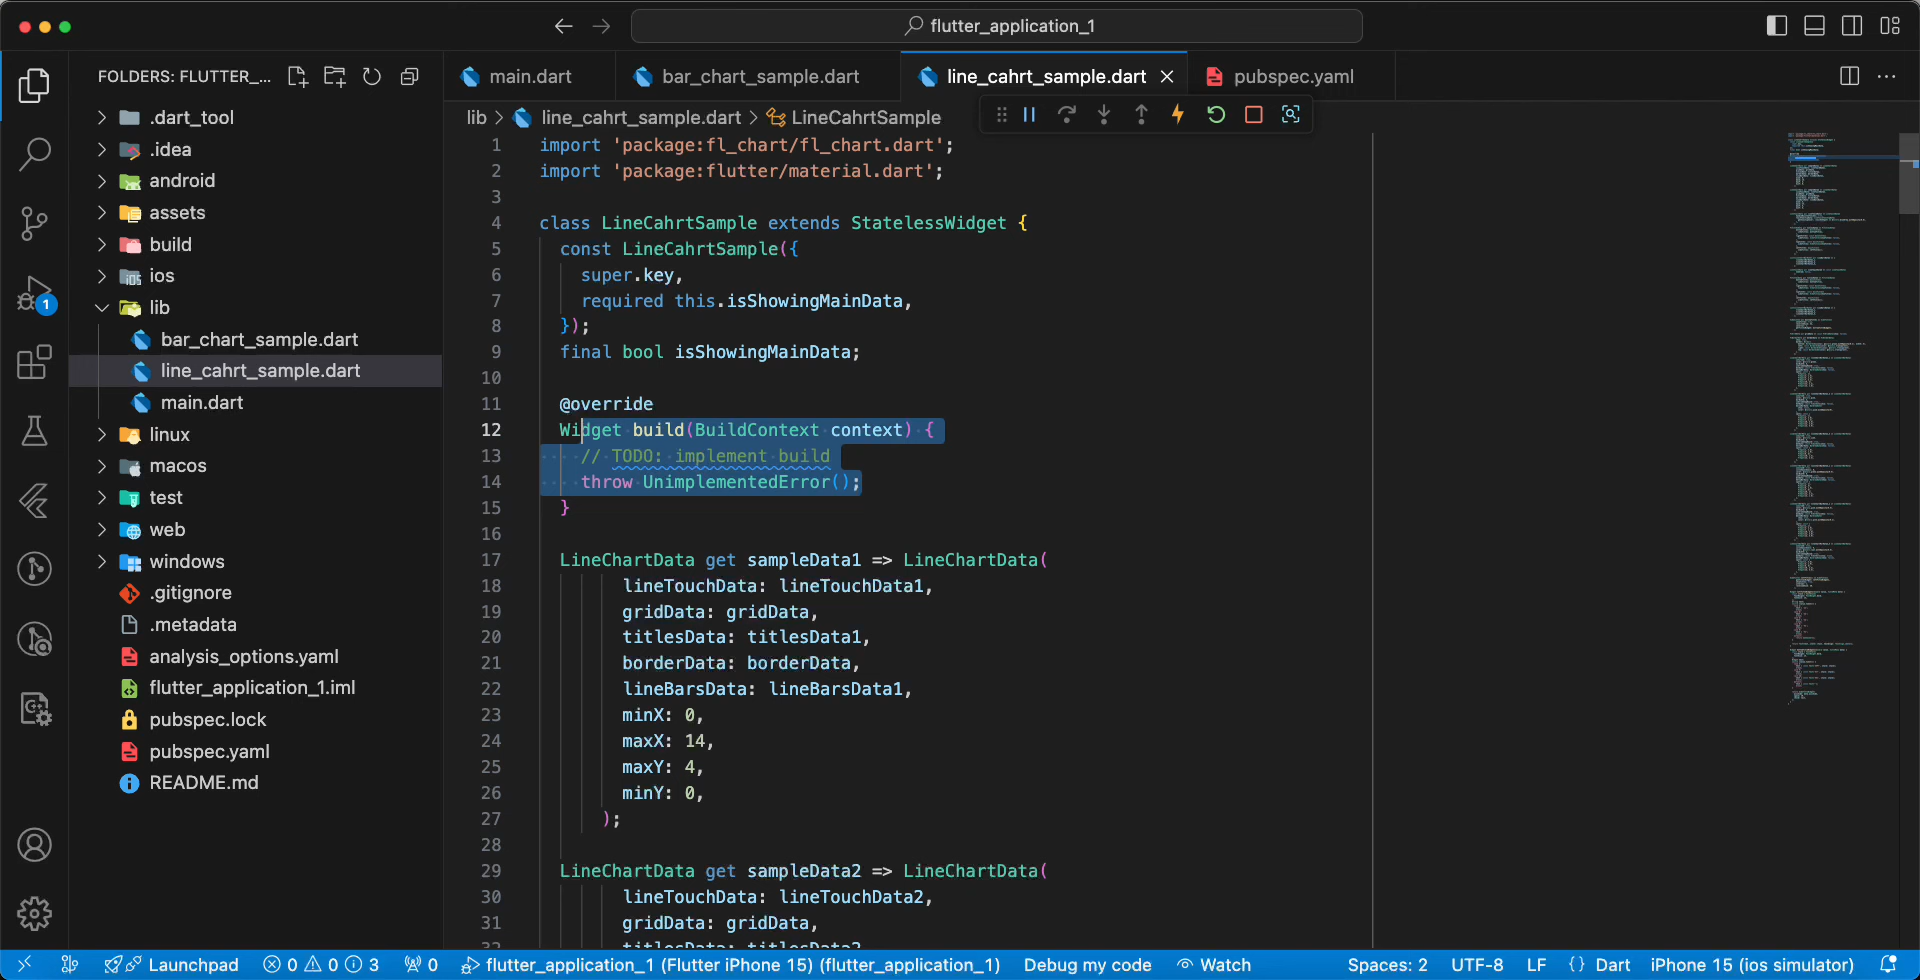 flutter_application_1
FOLDERS: FLUTTER_...
.dart_tool
.idea
android
assets
build
ios
lib
bar_chart_sample.dart
line_cahrt_sample.dart
main.dart
linux
macos
test
web
windows
.gitignore
.metadata
analysis_options.yaml
flutter_application_1.iml
pubspec.lock
pubspec.yaml
README.md
1
main.dart
bar_chart_sample.dart
line_cahrt_sample.dart
pubspec.yaml
lib > line_cahrt_sample.dart > LineCahrtSample
1 import 'package:fl_chart/fl_chart.dart';
2 import 'package:flutter/material.dart';
3
4 class LineCahrtSample extends StatelessWidget {
5 const LineCahrtSample({
6 super.key,
7 required this.isShowingMainData,
8 });
9 final bool isShowingMainData;
10
11 @override
12 Widget build(BuildContext context) {
13 // TODO: implement build
14 throw UnimplementedError();
15 }
16
17 LineChartData get sampleData1 => LineChartData(
18 lineTouchData: lineTouchData1,
19 gridData: gridData,
20 titlesData: titlesData1,
21 borderData: borderData,
22 lineBarsData: lineBarsData1,
23 minX: 0,
24 maxX: 14,
25 maxY: 4,
26 minY: 0,
27 );
28
29 LineChartData get sampleData2 => LineChartData(
30 lineTouchData: lineTouchData2,
31 gridData: gridData,
32 titlesData: titlesData2
Launchpad 0 0 3 0 flutter_application_1 (Flutter iPhone 15) (flutter_application_1) Debug my code Watch Spaces: 2 UTF-8 LF {} Dart iPhone 15 (ios simulator)